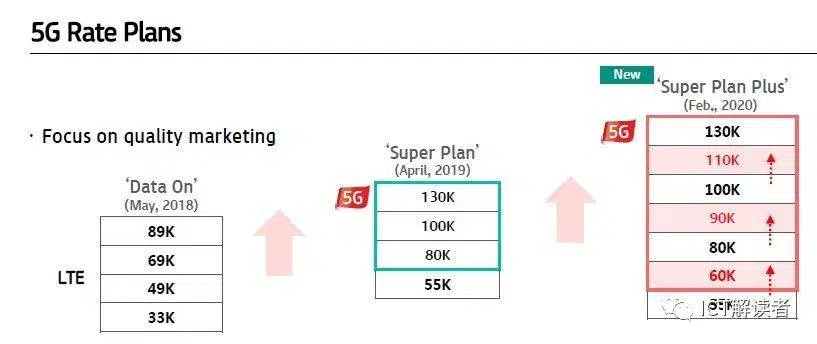 5G Rate Plans
· Focus on quality marketing
'Data On'
(May, 2018)
LTE
89K
69K
49K
33K
'Super Plan'
(April, 2019)
5G
130K
100K
80K
55K
New
'Super Plan Plus'
(Feb., 2020)
5G
130K
110K
100K
90K
80K
60K
55K
ICT解读者